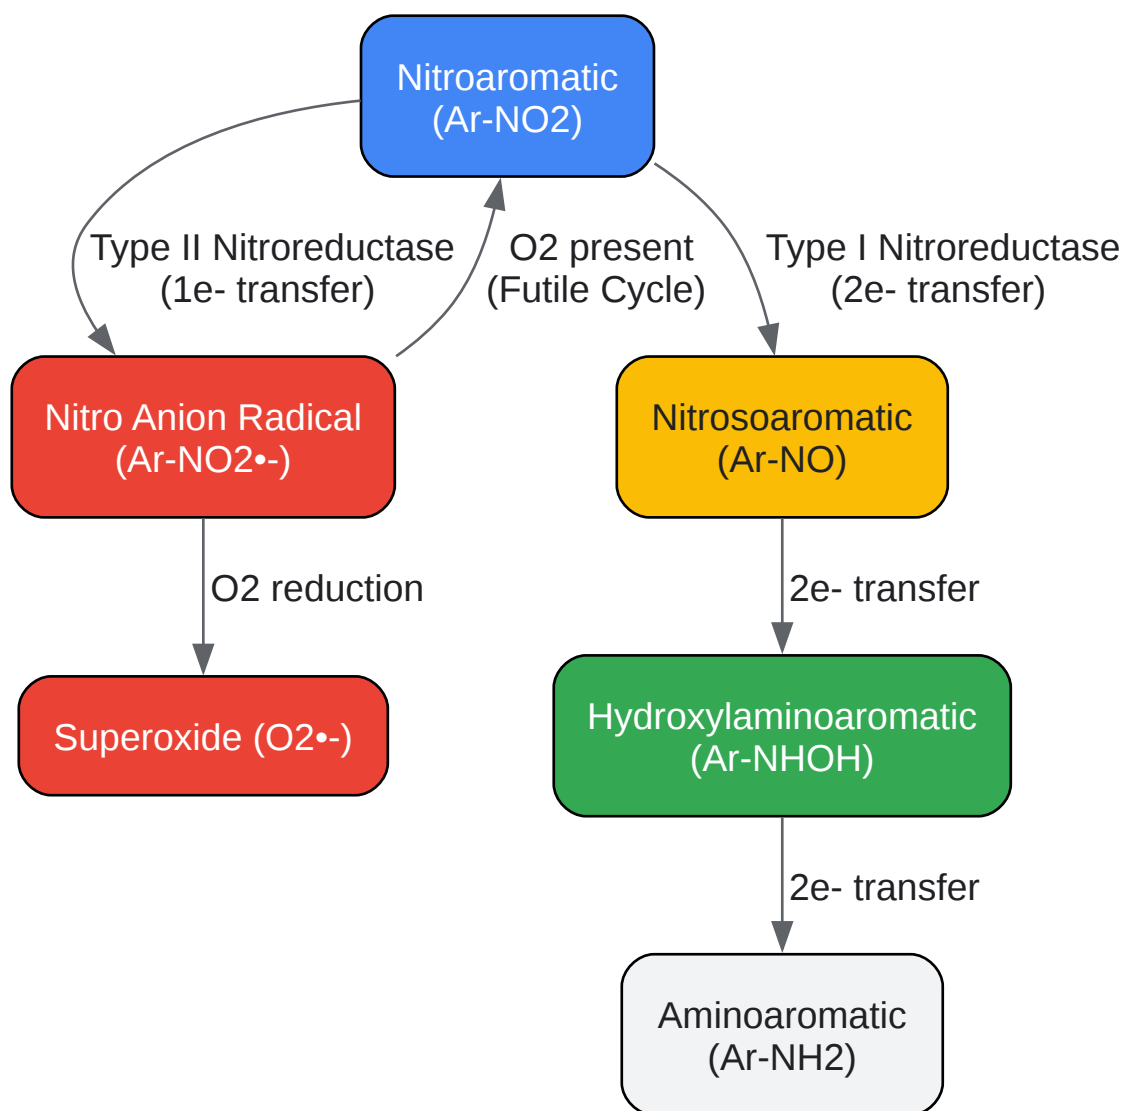 Nitroaromatic
(Ar-NO2)
Type II Nitroreductase
(1e- transfer)
O2 present
(Futile Cycle)
Type I Nitroreductase
(2e- transfer)
Nitro Anion Radical
(Ar-NO2•-)
Nitrosoaromatic
(Ar-NO)
O2 reduction
2e- transfer
Superoxide (O2•-)
Hydroxylaminoaromatic
(Ar-NHOH)
2e- transfer
Aminoaromatic
(Ar-NH2)